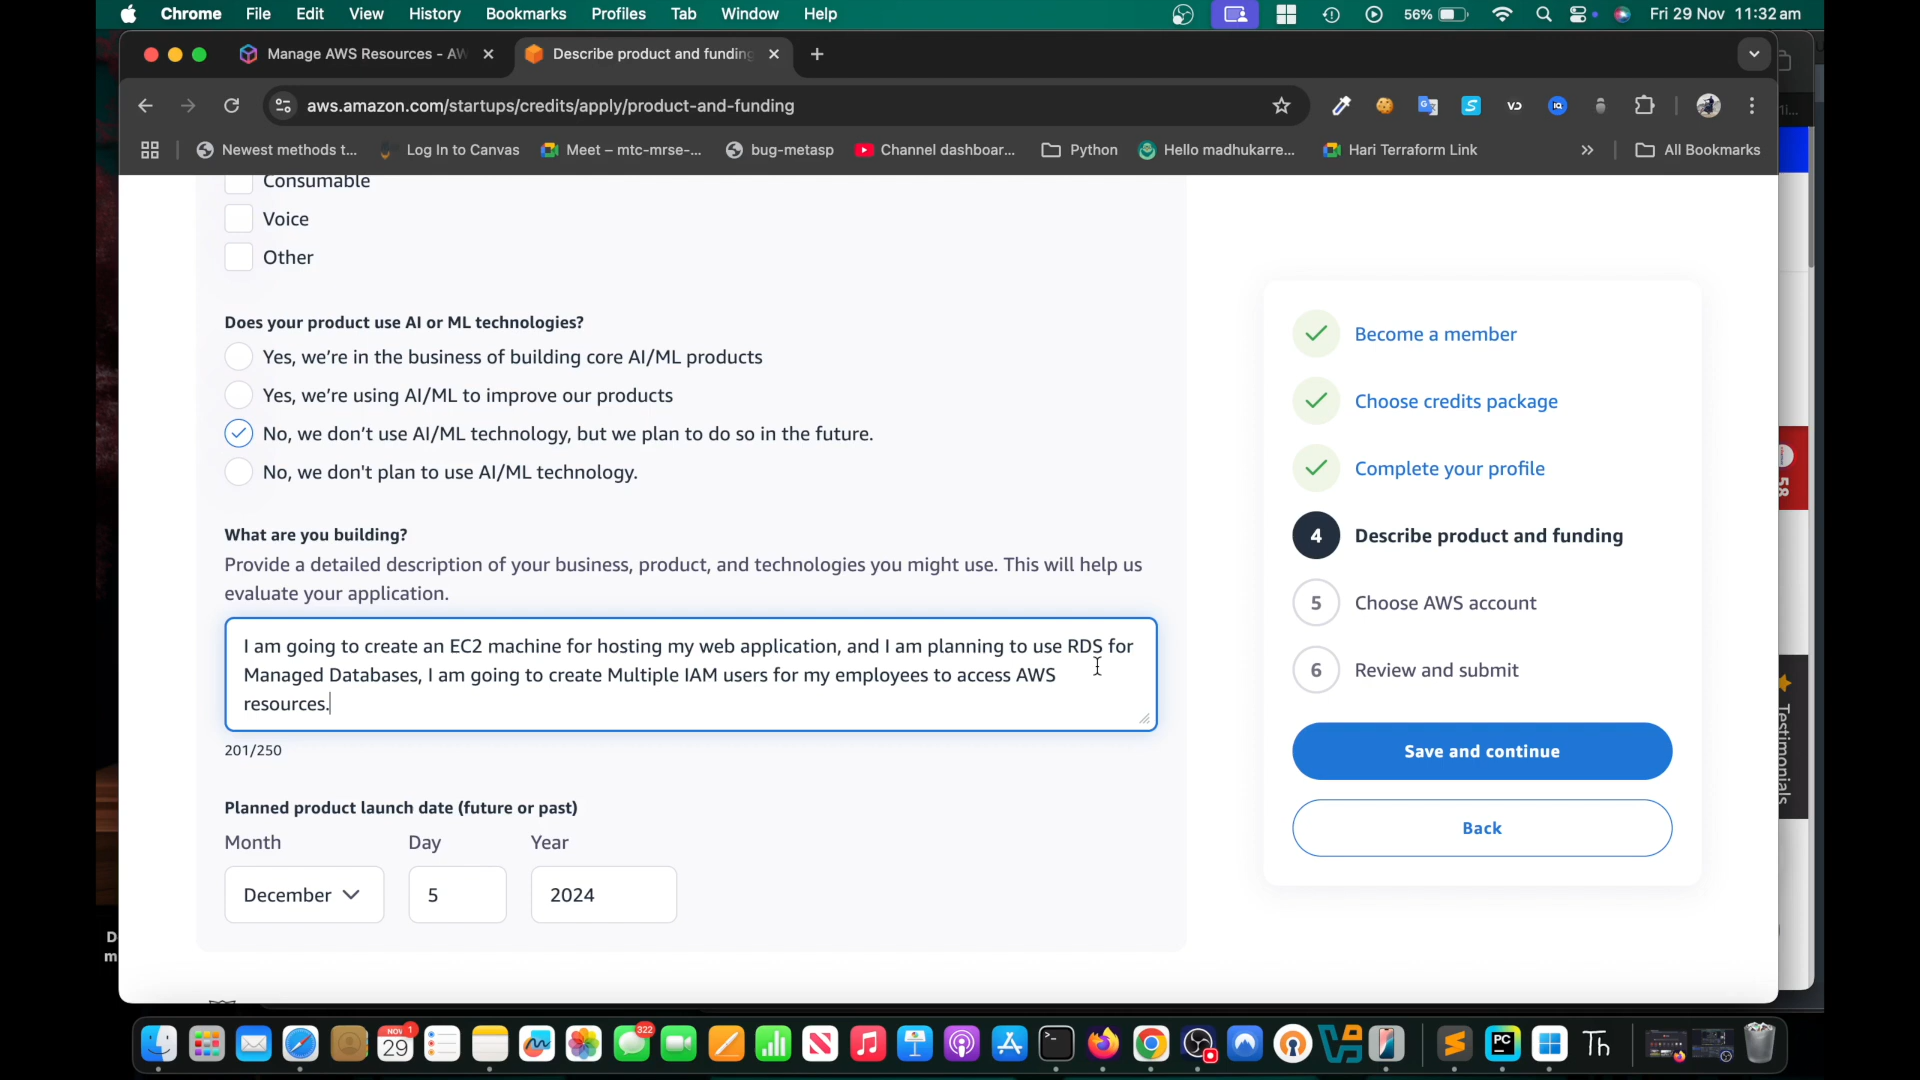 Chrome File Edit View History Bookmarks Profiles Tab Window Help 56% Fri 29 Nov 11:32 am
Manage AWS Resources - AW
Describe product and funding
aws.amazon.com/startups/credits/apply/product-and-funding
Newest methods t... Log In to Canvas Meet – mtc-mrse-... bug-metasp Channel dashboar... Python Hello madhukarre... Hari Terraform Link All Bookmarks
Consumable
Voice
Other
Does your product use AI or ML technologies?
Yes, we’re in the business of building core AI/ML products
Yes, we’re using AI/ML to improve our products
No, we don’t use AI/ML technology, but we plan to do so in the future.
No, we don't plan to use AI/ML technology.
What are you building?
Provide a detailed description of your business, product, and technologies you might use. This will help us
evaluate your application.
I am going to create an EC2 machine for hosting my web application, and I am planning to use RDS for
Managed Databases, I am going to create Multiple IAM users for my employees to access AWS
resources.
201/250
Planned product launch date (future or past)
Month Day Year
December 5 2024
Become a member
Choose credits package
Complete your profile
4 Describe product and funding
5 Choose AWS account
6 Review and submit
Save and continue
Back
58
Testimonials
D
m
NOV 1
29
322
PC
Th